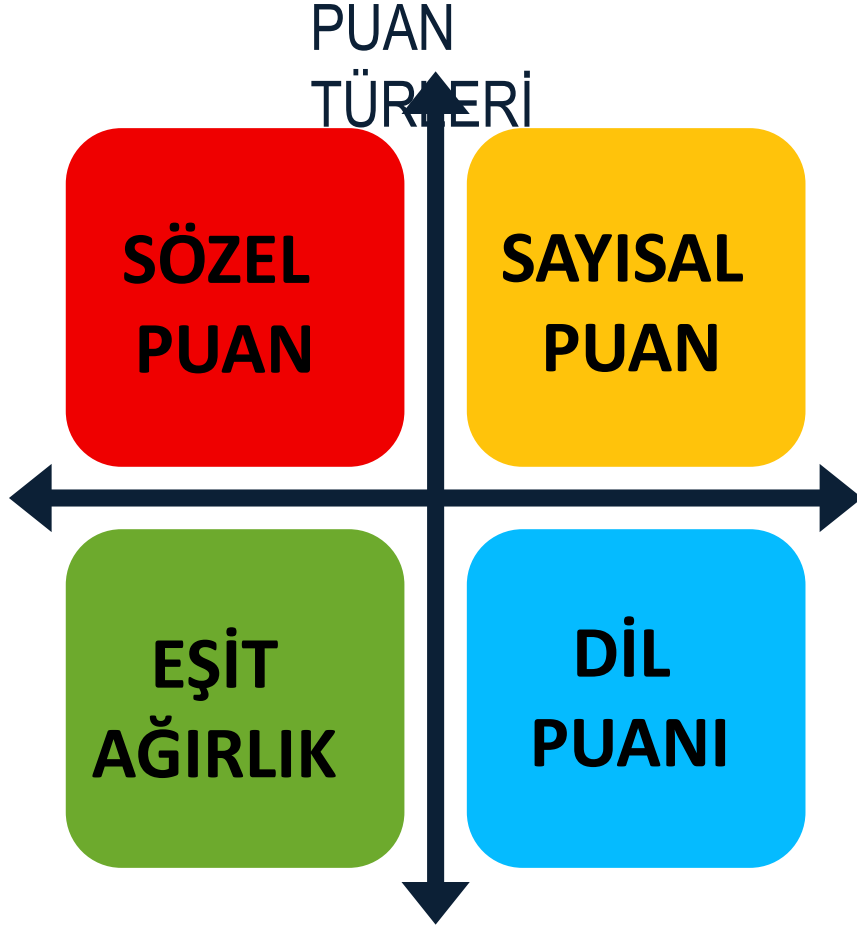 PUAN
TÜRLERİ
SÖZEL
PUAN
SAYISAL
PUAN
EŞİT
AĞIRLIK
DİL
PUANI